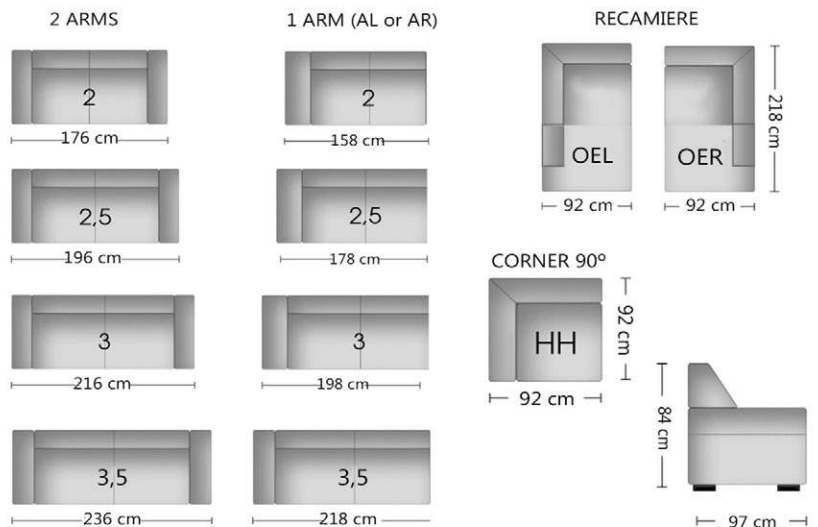 2 ARMS
2
176 cm
2,5
196 cm
3
216 cm
3,5
236 cm
1 ARM (AL or AR)
2
158 cm
2,5
178 cm
3
198 cm
3,5
218 cm
RECAMIERE
OEL
OER
218 cm
92 cm
92 cm
CORNER 90º
HH
92 cm
92 cm
84 cm
97 cm